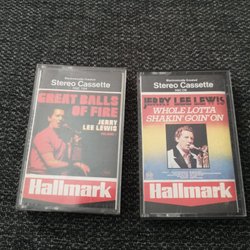 Stereo Cassette
GREAT BALLS
OF FIRE
JERRY
LEE LEWIS
Hallmark
Stereo Cassette
JERRY LEE LEWIS
WHOLE LOTTA
SHAKIN' GOIN' ON
Hallmark